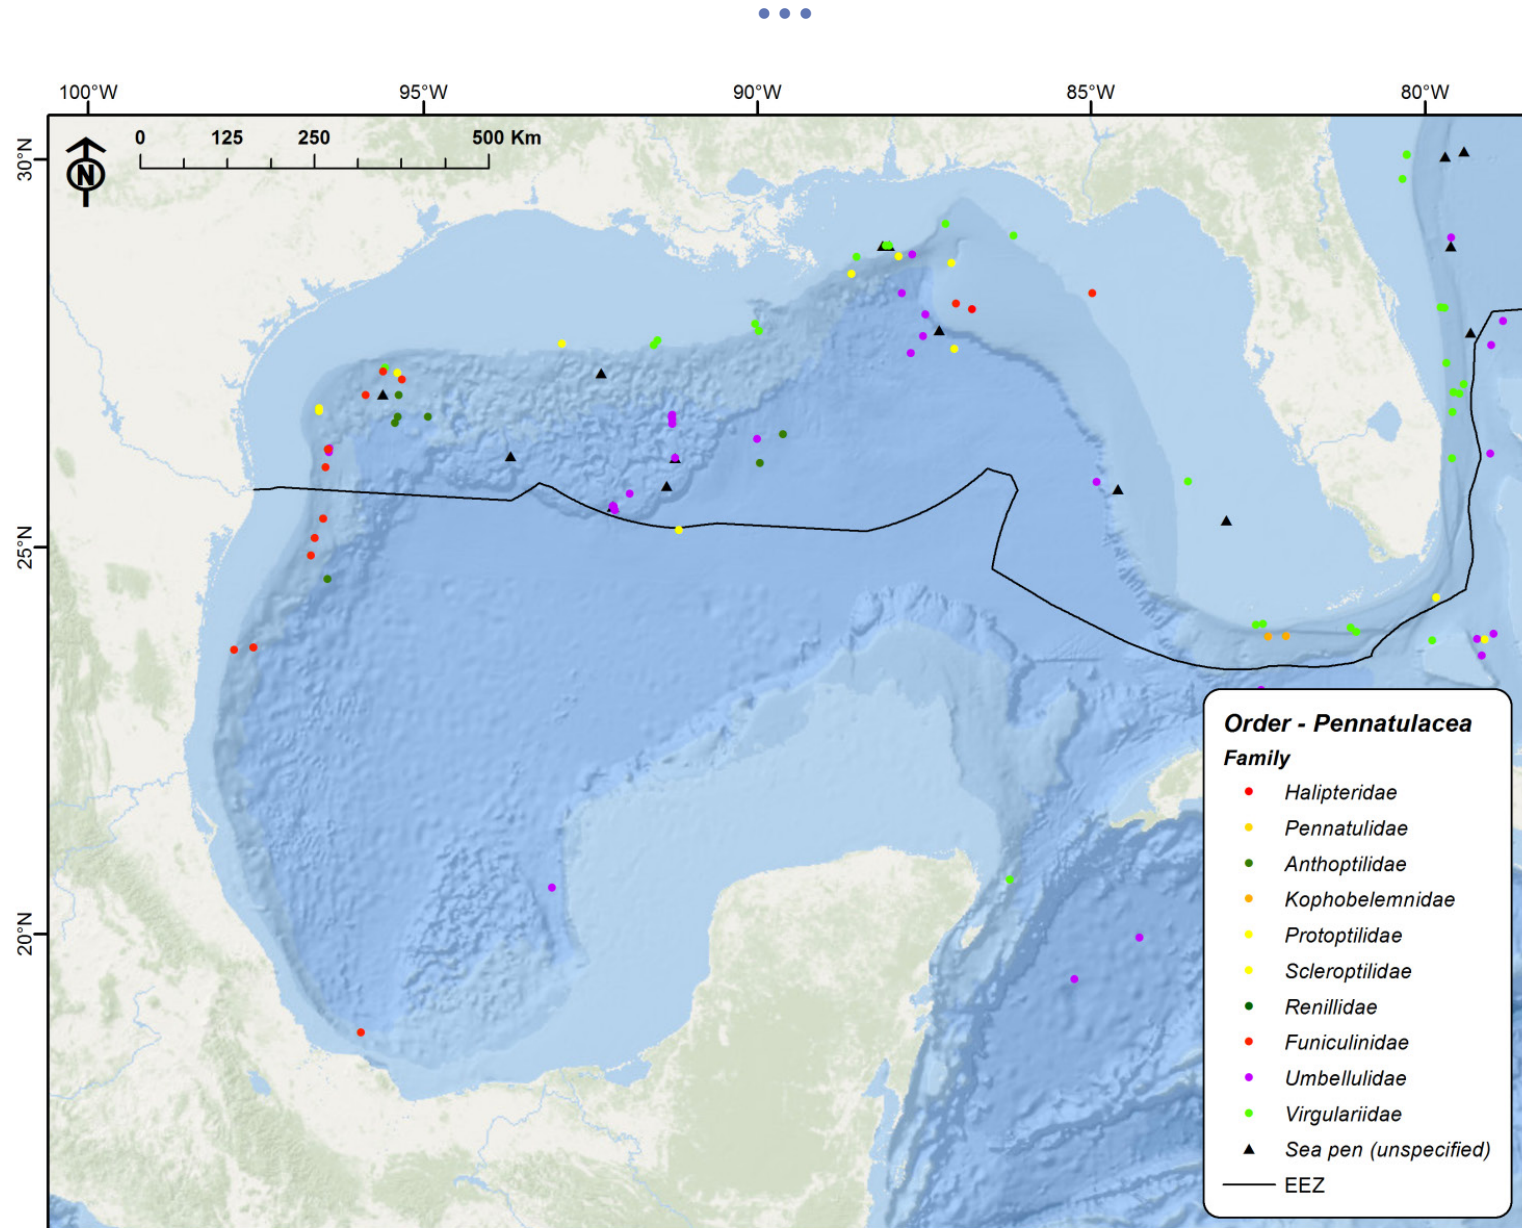 100°W 95°W 90°W 85°W 80°W
0 125 250 500 Km
N
30°N
25°N
20°N
Order - Pennatulacea
Family
Halipteridae
Pennatulidae
Anthoptilidae
Kophobelemnidae
Protoptilidae
Scleroptilidae
Renillidae
Funiculinidae
Umbellulidae
Virgulariidae
Sea pen (unspecified)
EEZ